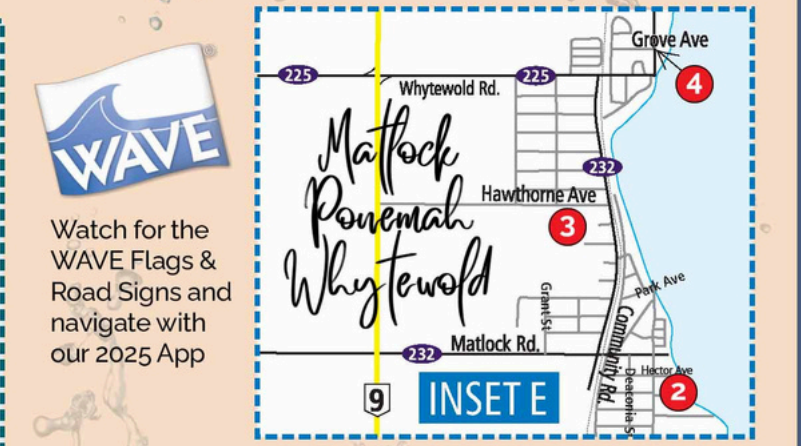 WAVE
®
Watch for the
WAVE Flags &
Road Signs and
navigate with
our 2025 App
Grove Ave
4
225
225
Whytewold Rd.
Matlock
Ponemah
Whytewold
232
Hawthorne Ave
3
Park Ave
Grant St
Community Rd.
232
Matlock Rd.
Hector Ave
2
Deaconia S
9
INSET E